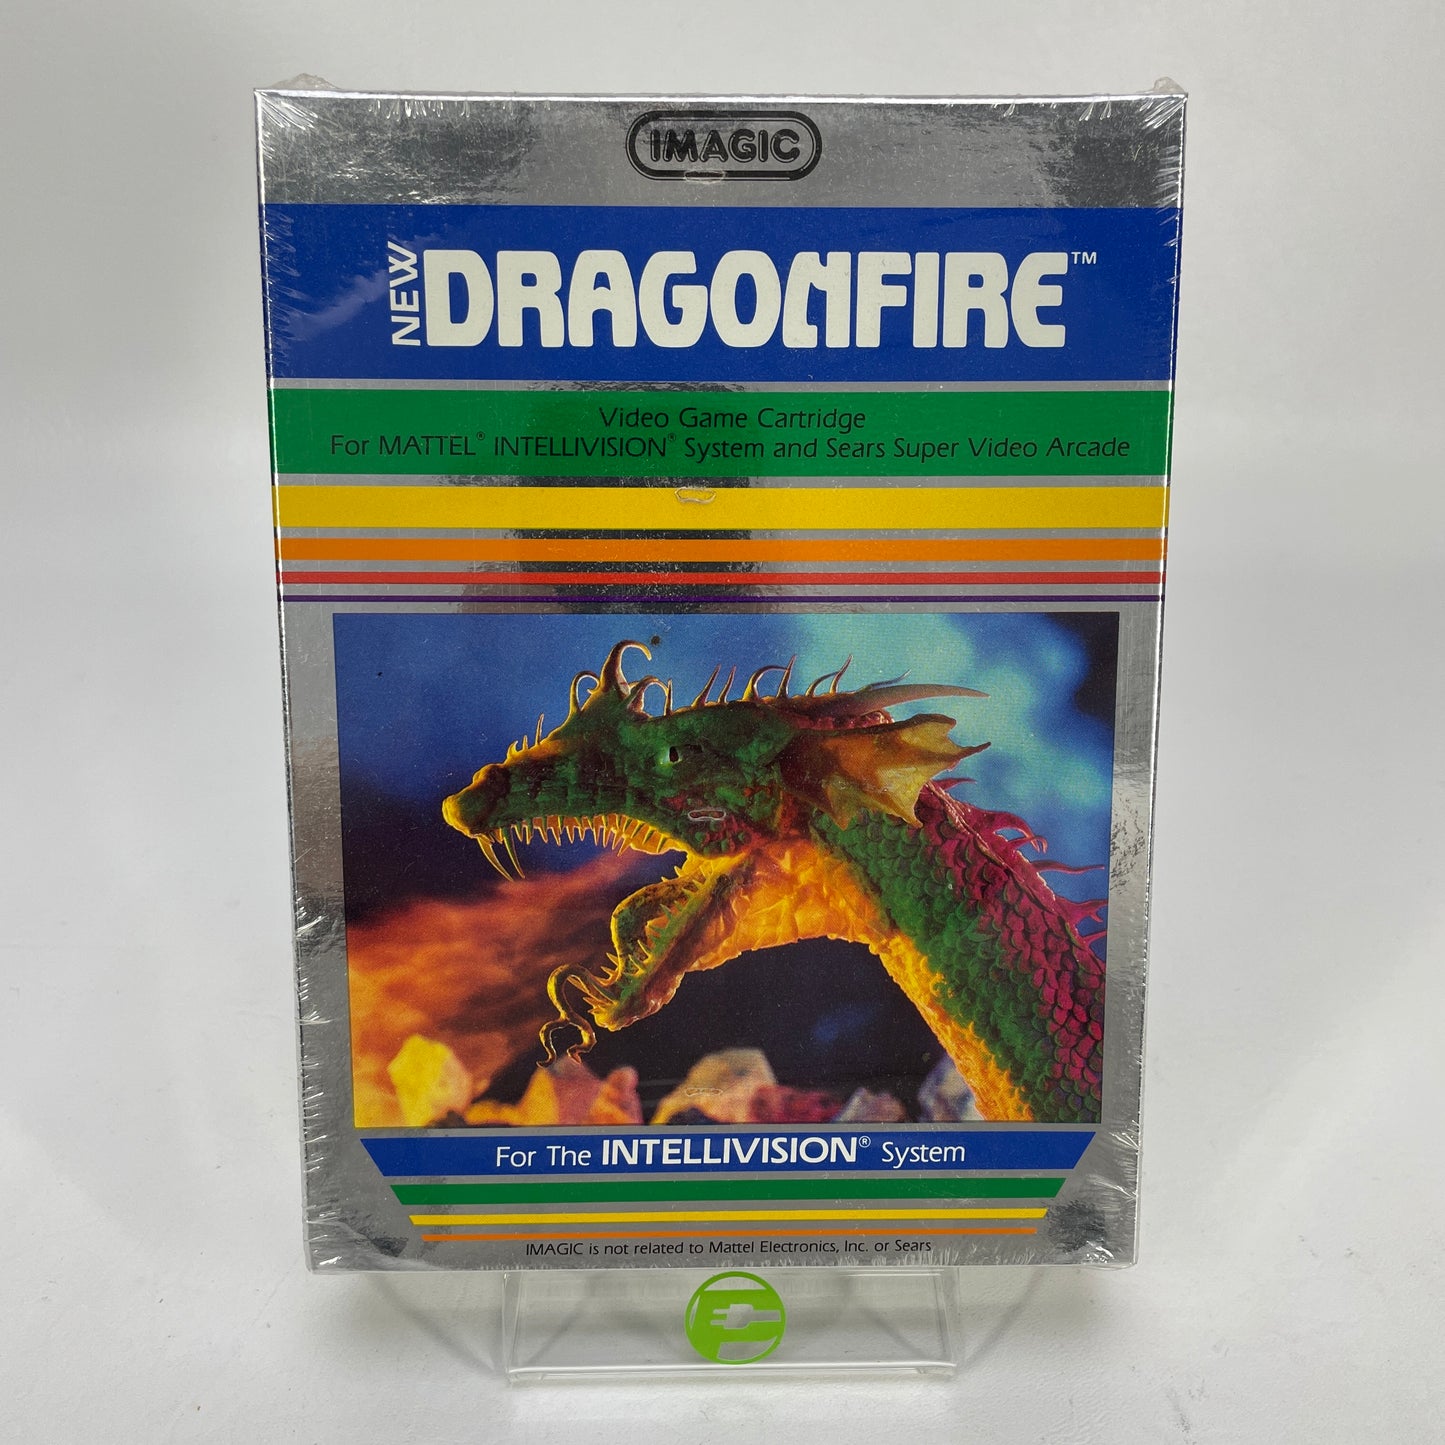 IMAGIC
NEW DRAGONFIRE™
Video Game Cartridge
For MATTEL® INTELLIVISION® System and Sears Super Video Arcade
For The INTELLIVISION® System
IMAGIC is not related to Mattel Electronics, Inc. or Sears